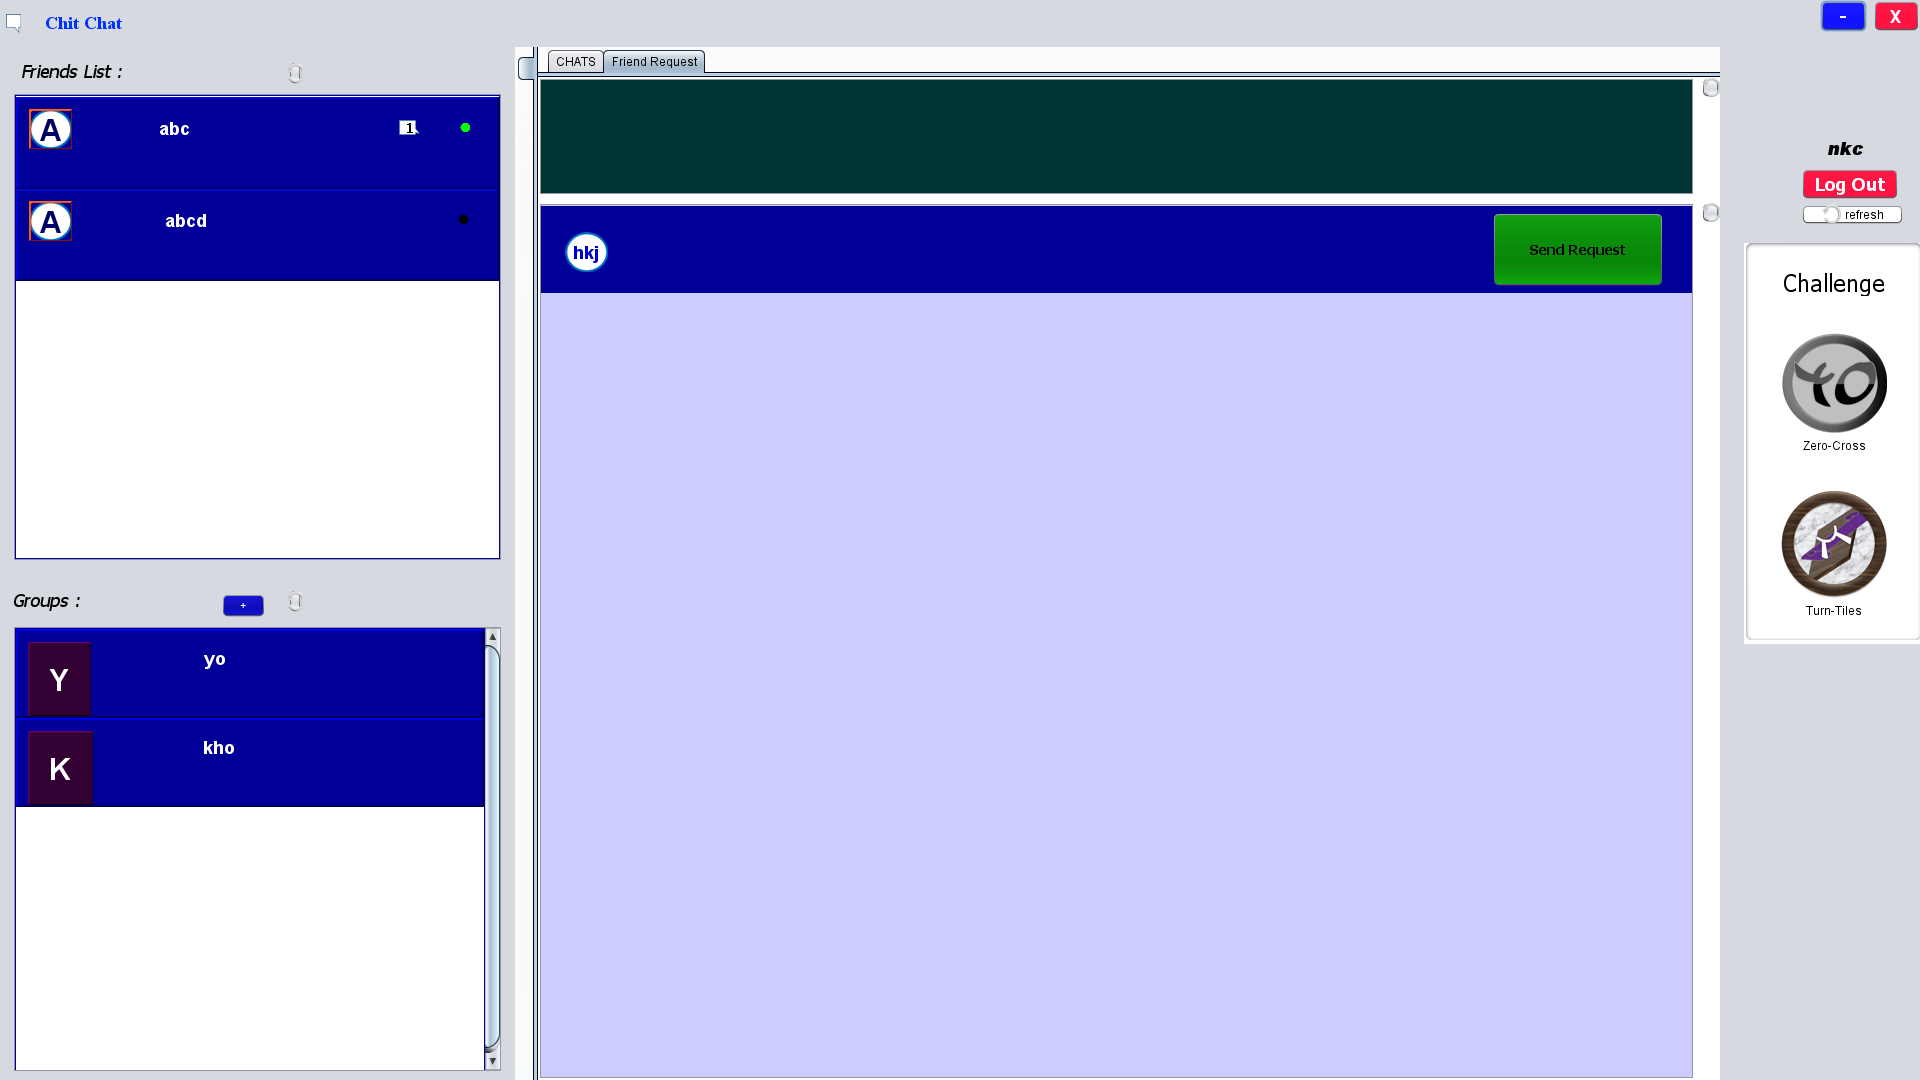 Chit Chat
-
X
Friends List :
A
abc
1
A
abcd
Groups :
+
Y
yo
K
kho
CHATS
Friend Request
hkj
Send Request
nkc
Log Out
refresh
Challenge
YO
Zero-Cross
Turn-Tiles